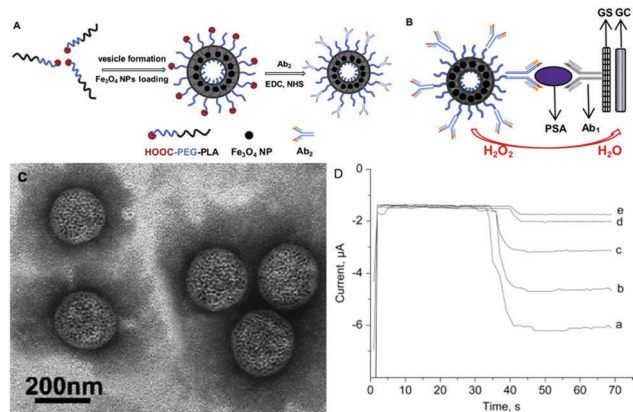 A
vesicle formation
Fe3O4 NPs loading
Ab2
EDC, NHS
HOOC-PEG-PLA
Fe3O4 NP
Ab2
B
GS GC
PSA
Ab1
H2O2
H2O
C
200nm
D
Current, µA
-2
-4
-6
e
d
c
b
a
0 10 20 30 40 50 60 70 80
Time, s